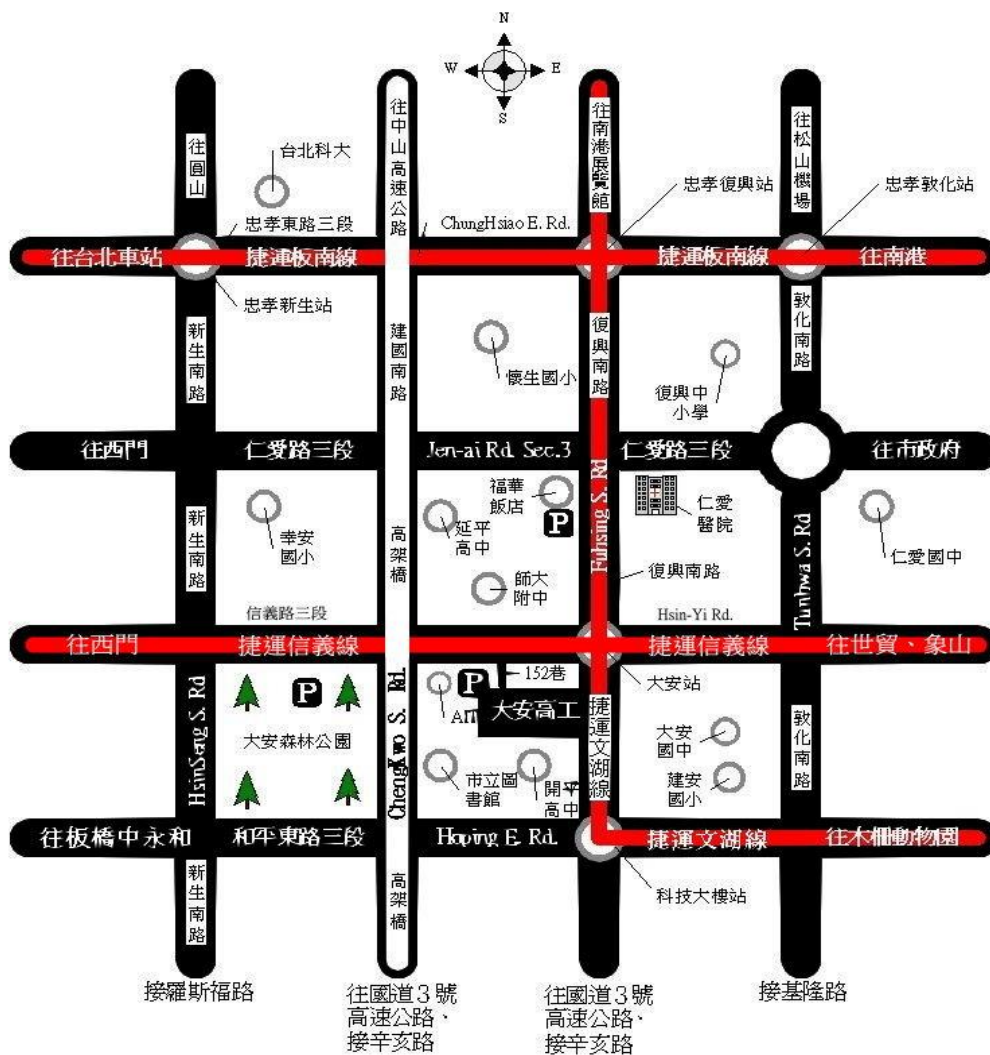 N
W
E
S
往圓山
往中山高速公路
往南港展覽館
往松山機場
台北科大
忠孝復興站
忠孝敦化站
忠孝東路三段
ChungHsiao E. Rd.
往台北車站
捷運板南線
捷運板南線
往南港
忠孝新生站
新生南路
建國南路
復興南路
敦化南路
懷生國小
復興中
小學
往西門
仁愛路三段
Jen-ai Rd. Sec.3
仁愛路三段
往市政府
新生南路
幸安
國小
高架橋
延平
高中
福華
飯店
P
Fuhsing S. Rd
仁愛
醫院
仁愛國中
師大
附中
復興南路
Tunhwa S. Rd
信義路三段
Hsin-Yi Rd.
往西門
捷運信義線
捷運信義線
往世貿、象山
HsinSeng S. Rd
P
大安森林公園
ChengKwo S. Rd.
P
152巷
大安高工
捷運文湖線
大安站
大安
國中
建安
國小
敦化南路
市立圖
書館
開平
高中
往板橋中永和
和平東路三段
Hoping E. Rd.
捷運文湖線
往木柵動物園
新生南路
高架橋
科技大樓站
接羅斯福路
往國道3號
高速公路、
接辛亥路
往國道3號
高速公路、
接辛亥路
接基隆路